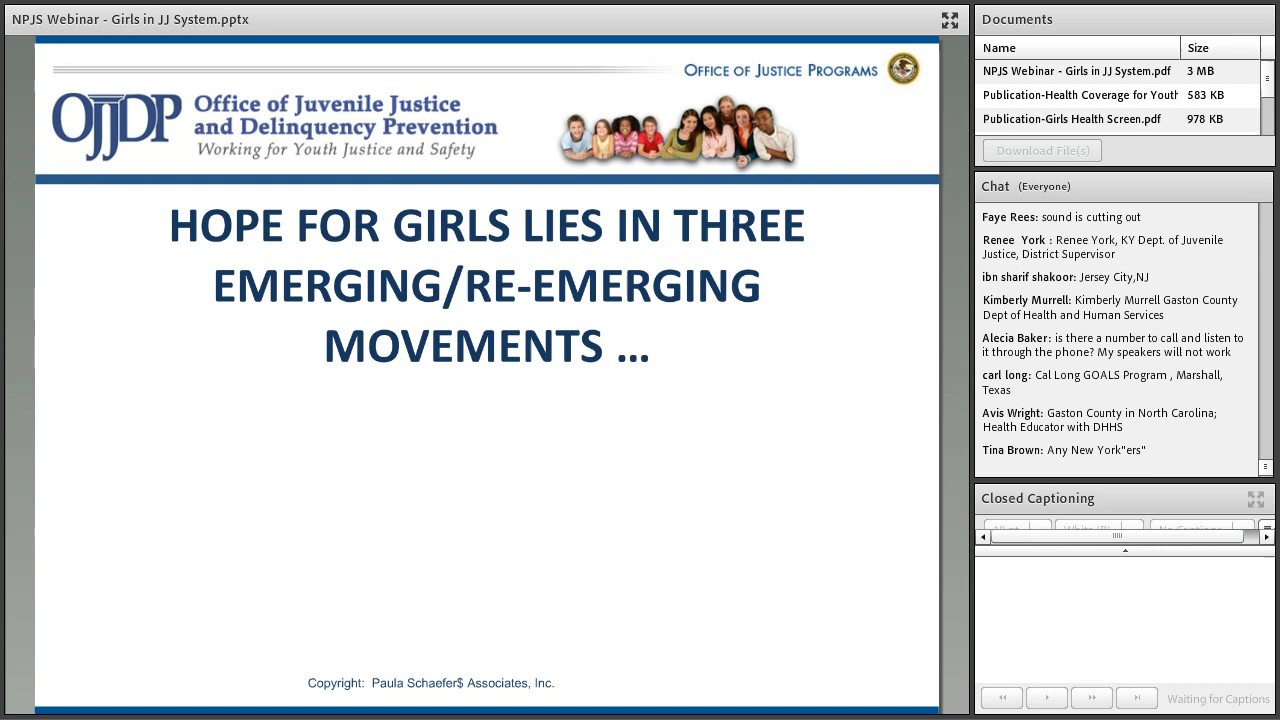 NPJS Webinar - Girls in JJ System.pptx
OFFICE OF JUSTICE PROGRAMS
OJJDP
Office of Juvenile Justice
and Delinquency Prevention
Working for Youth Justice and Safety
HOPE FOR GIRLS LIES IN THREE
EMERGING/RE-EMERGING
MOVEMENTS ...
Copyright: Paula Schaefer$ Associates, Inc.
Documents
Name Size
NPJS Webinar - Girls in JJ System.pdf 3 MB
Publication-Health Coverage for Youth 583 KB
Publication-Girls Health Screen.pdf 978 KB
Download File(s)
Chat (Everyone)
Faye Rees: sound is cutting out
Renee York : Renee York, KY Dept. of Juvenile
Justice, District Supervisor
ibn sharif shakoor: Jersey City,NJ
Kimberly Murrell: Kimberly Murrell Gaston County
Dept of Health and Human Services
Alecia Baker: is there a number to call and listen to
it through the phone? My speakers will not work
carl long: Cal Long GOALS Program , Marshall,
Texas
Avis Wright: Gaston County in North Carolina;
Health Educator with DHHS
Tina Brown: Any New York"ers"
Closed Captioning
Waiting for Captions